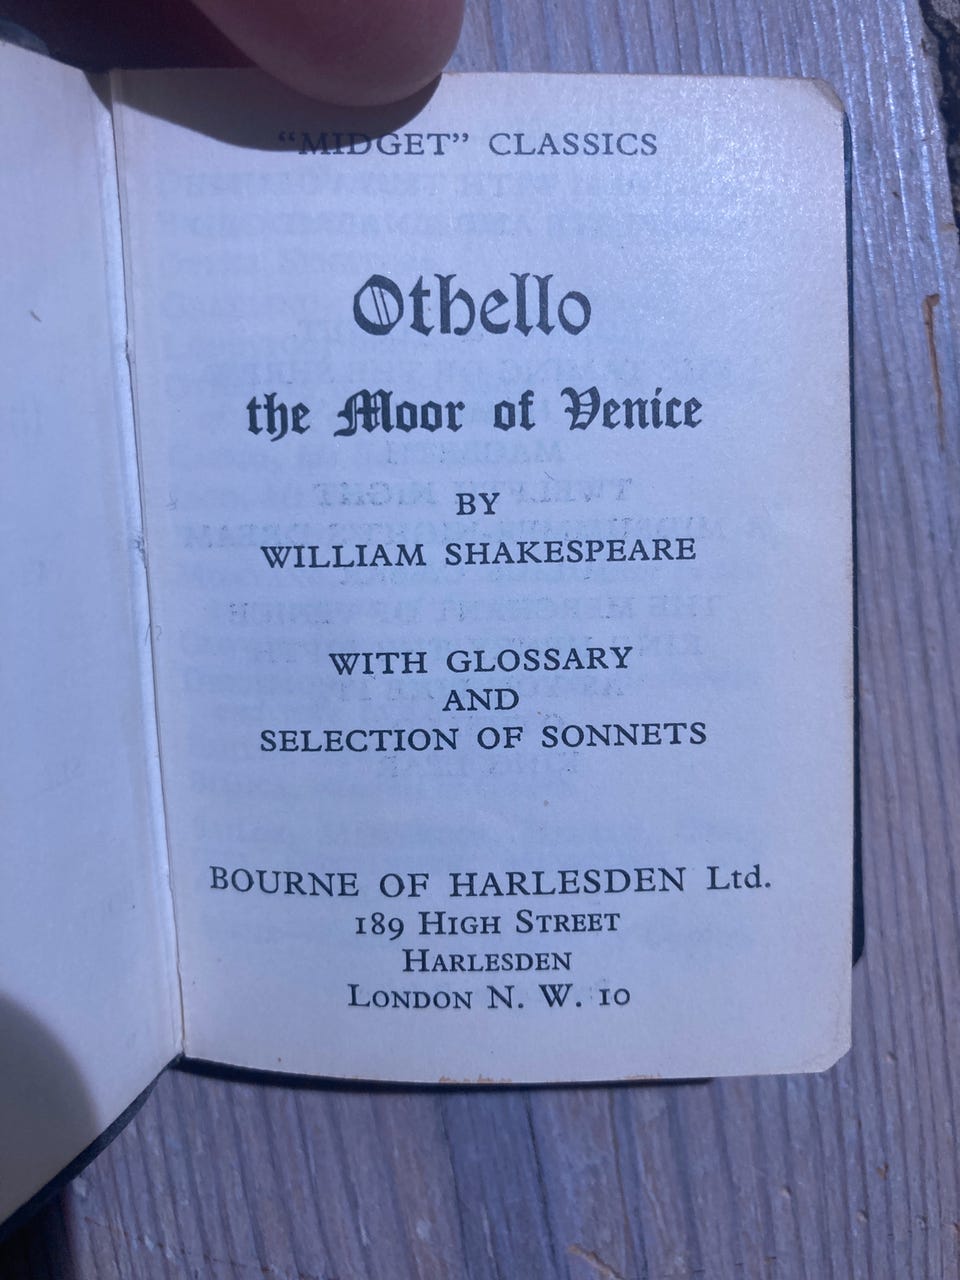 "MIDGET" CLASSICS
Othello
the Moor of Venice
BY
WILLIAM SHAKESPEARE
WITH GLOSSARY
AND
SELECTION OF SONNETS
BOURNE OF HARLESDEN Ltd.
189 HIGH STREET
HARLESDEN
LONDON N. W. 10